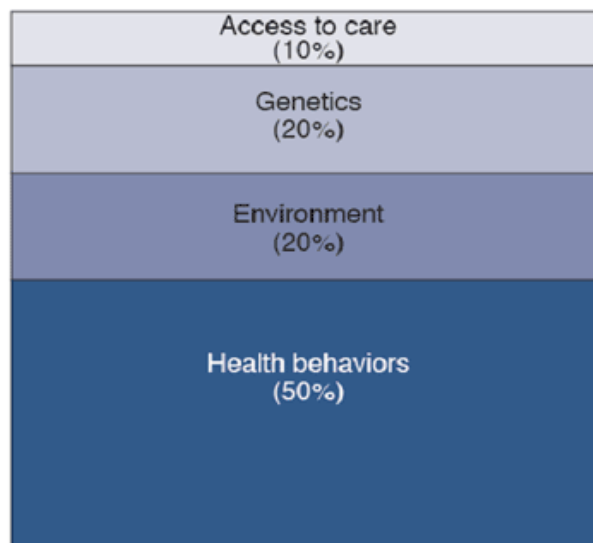 Access to care
(10%)
Genetics
(20%)
Environment
(20%)
Health behaviors
(50%)